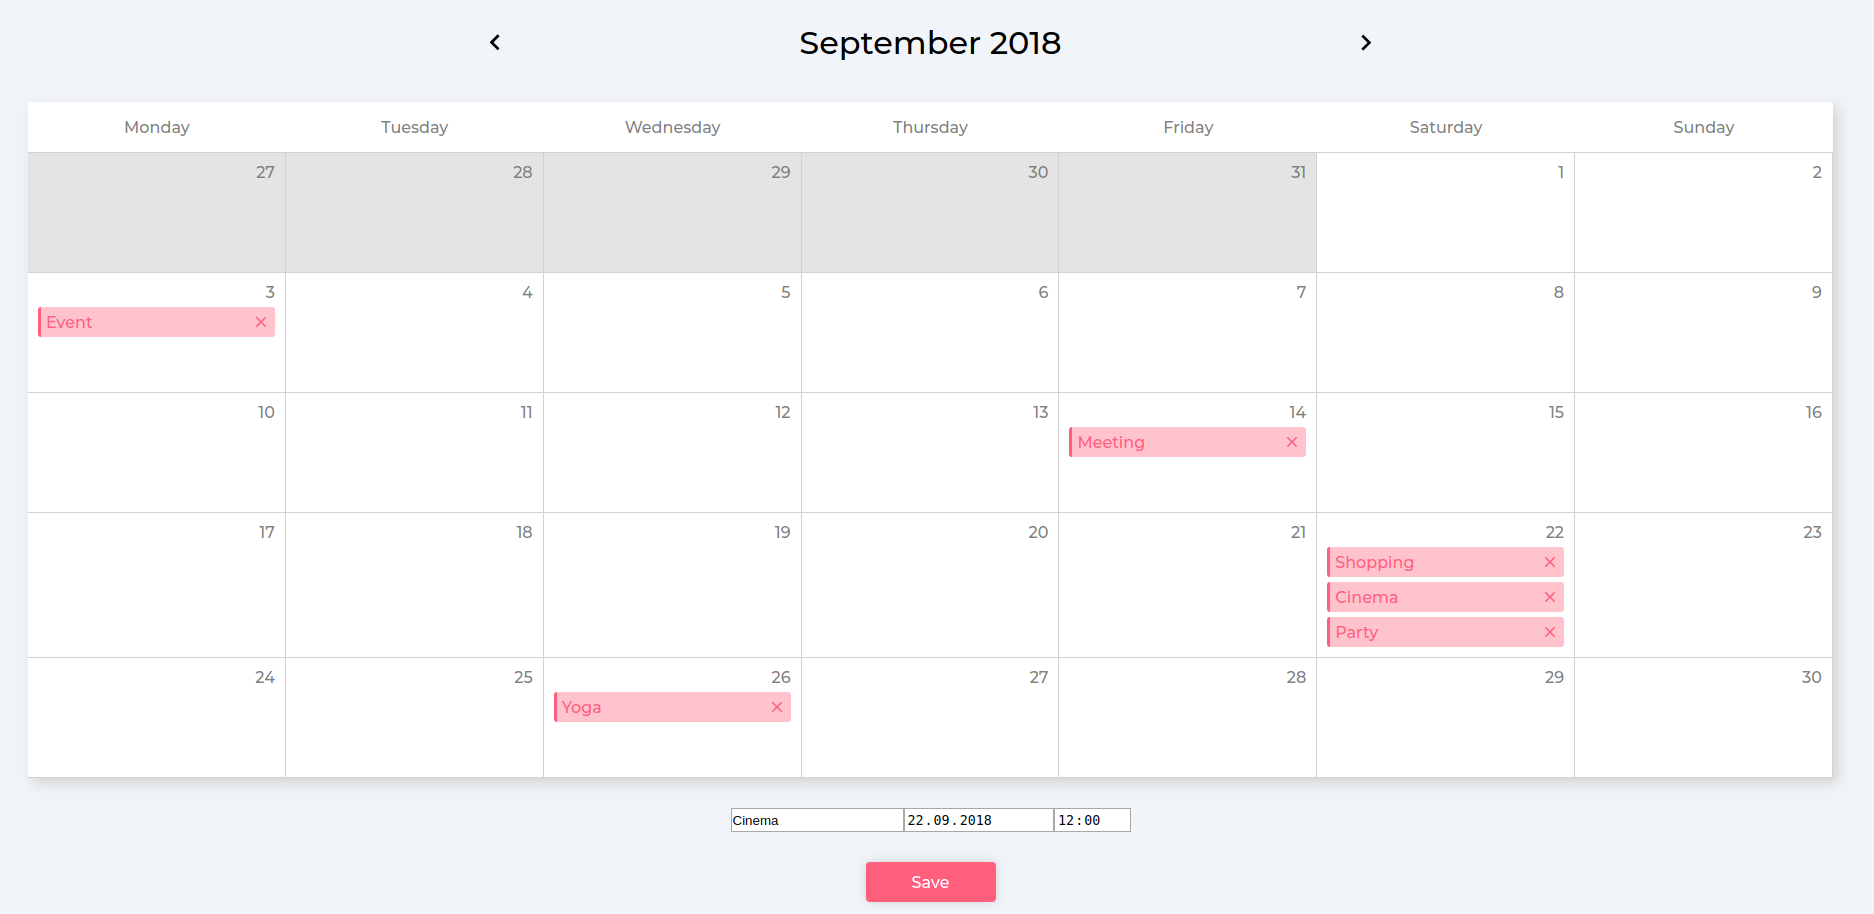 September 2018
Monday Tuesday Wednesday Thursday Friday Saturday Sunday
27 28 29 30 31 1 2
3 4 5 6 7 8 9
Event
10 11 12 13 14 15 16
Meeting
17 18 19 20 21 22 23
Shopping
Cinema
Party
24 25 26 27 28 29 30
Yoga
Cinema 22.09.2018 12:00
Save